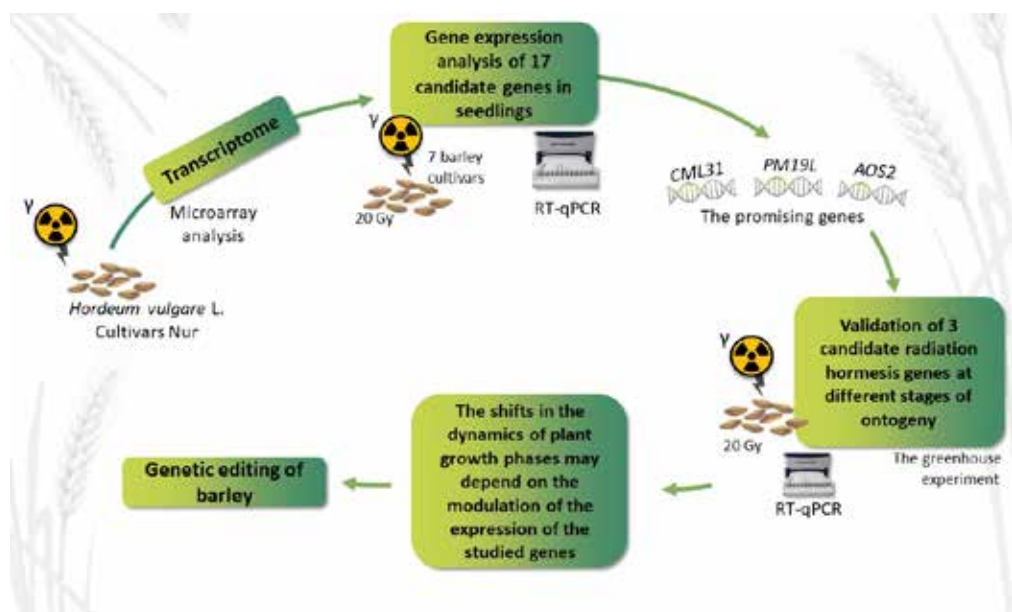 γ
Hordeum vulgare L.
Cultivars Nur
Transcriptome
Microarray
analysis
Gene expression
analysis of 17
candidate genes in
seedlings
γ
7 barley
cultivars
20 Gy
RT-qPCR
CML31
PM19L
AOS2
The promising genes
Validation of 3
candidate radiation
hormesis genes at
different stages of
ontogeny
γ
20 Gy
The greenhouse
experiment
RT-qPCR
The shifts in the
dynamics of plant
growth phases may
depend on the
modulation of the
expression of the
studied genes
Genetic editing of
barley